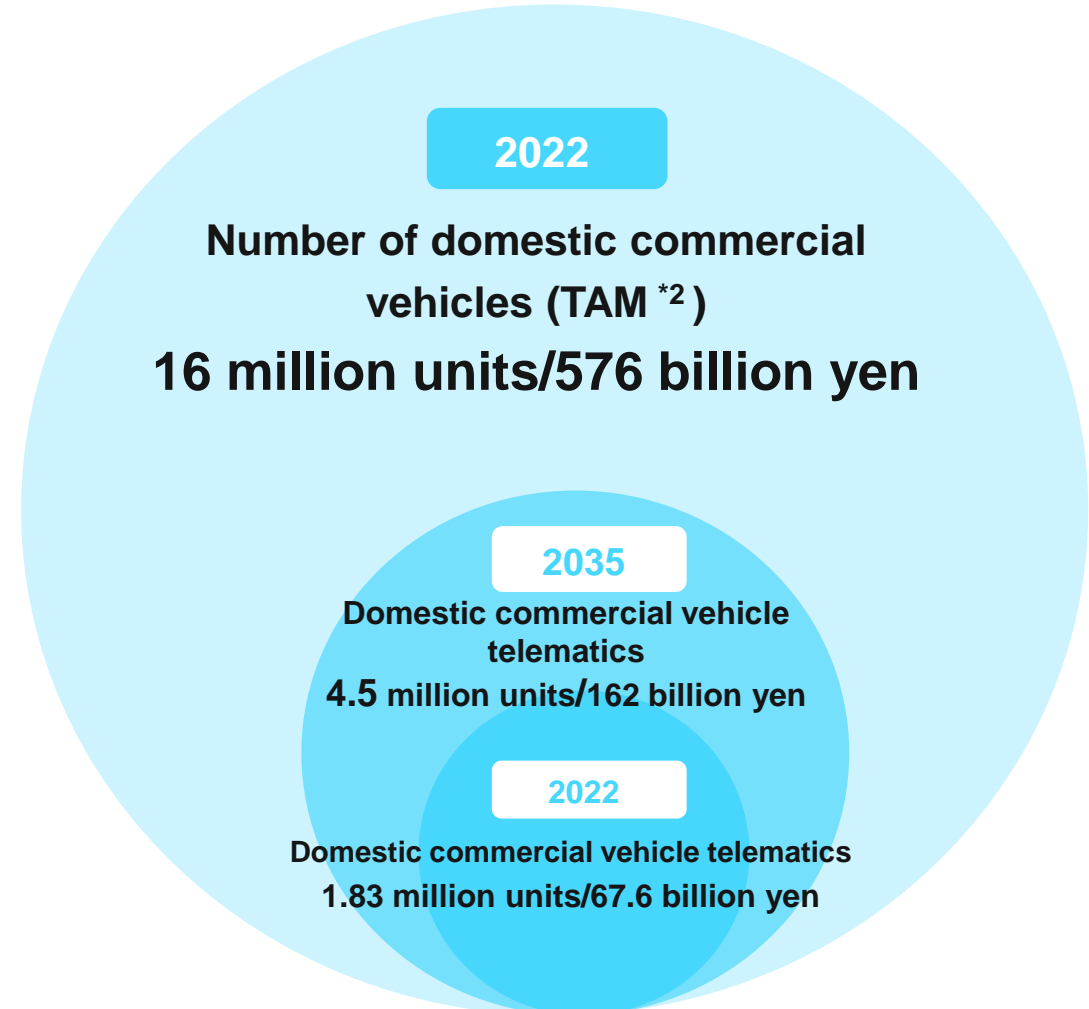 2022
Number of domestic commercial
vehicles (TAM *2 )
16 million units/576 billion yen
2035
Domestic commercial vehicle
telematics
4.5 million units/162 billion yen
2022
Domestic commercial vehicle telematics
1.83 million units/67.6 billion yen